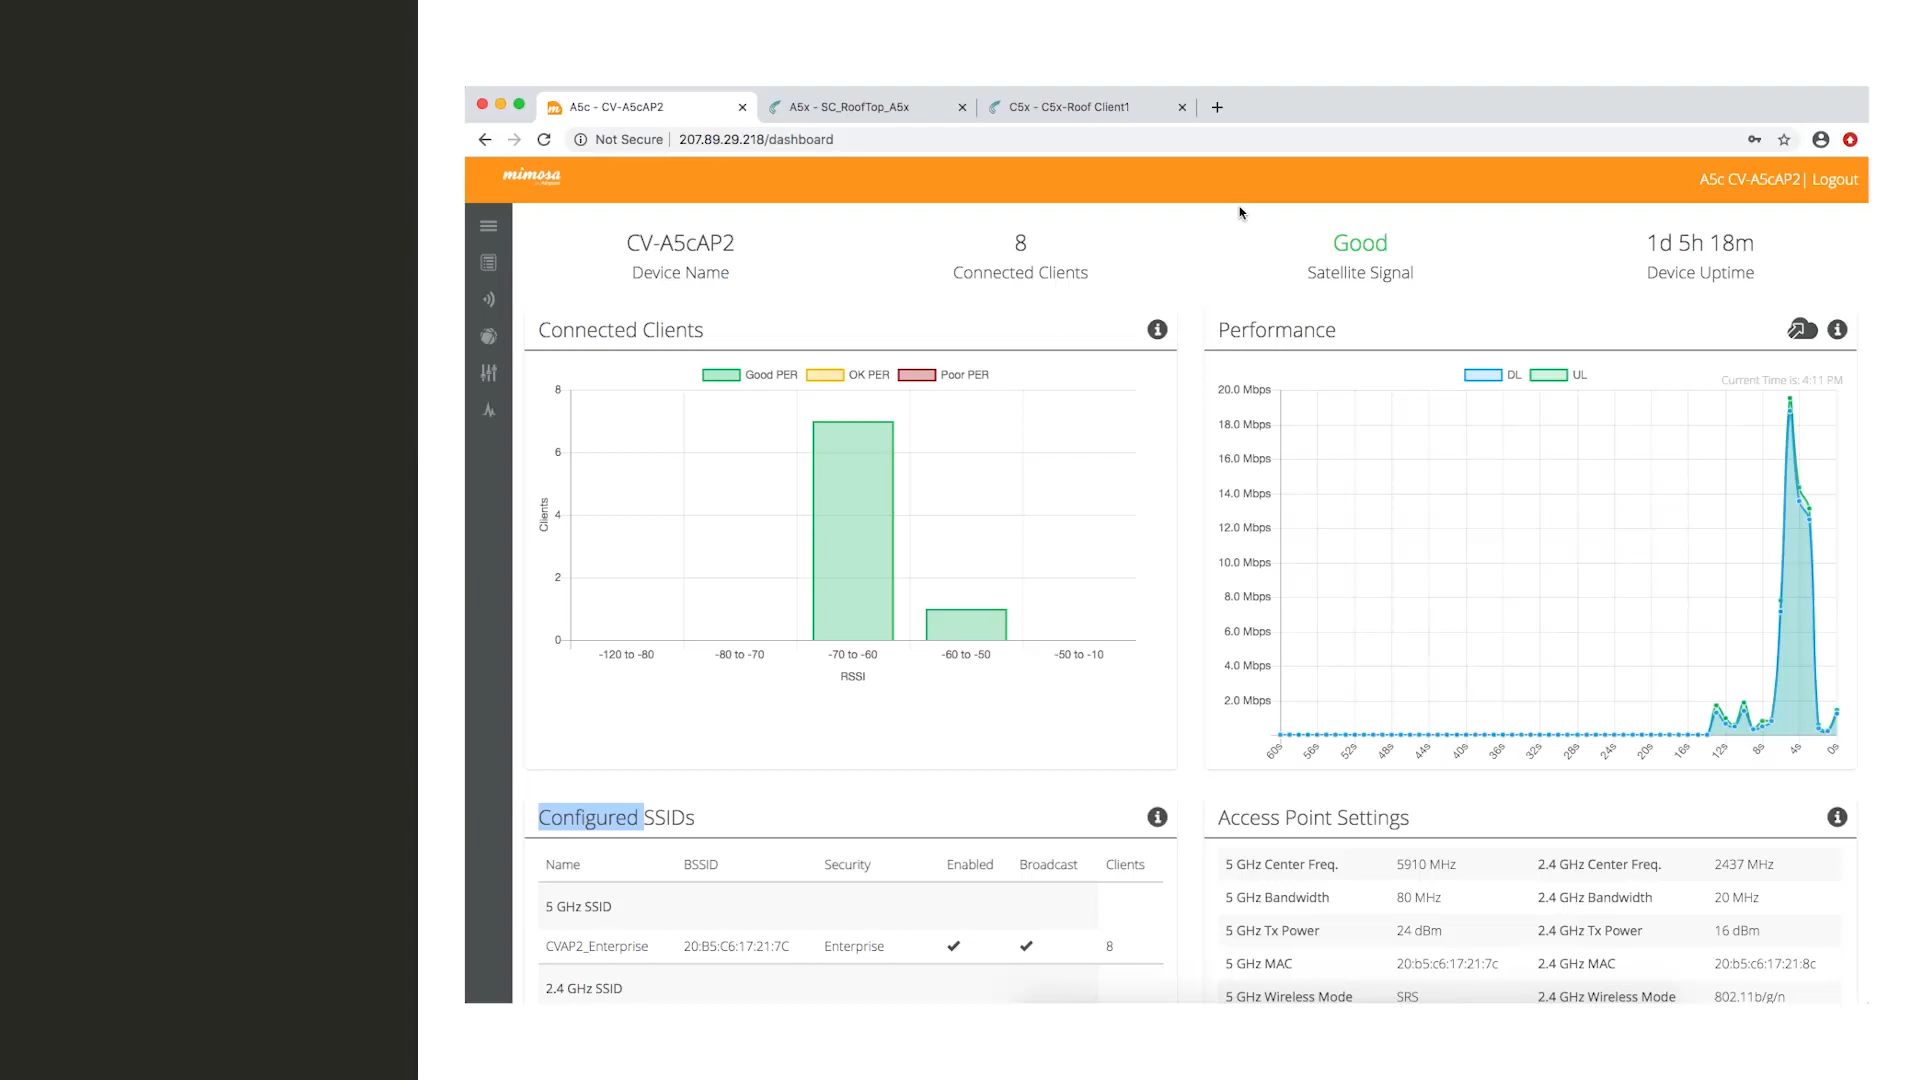 A5c - CV-A5cAP2
A5x - SC_RoofTop_A5x
C5x - C5x-Roof Client1
Not Secure
207.89.29.218/dashboard
mimosa
A5c CV-A5cAP2| Logout
CV-A5cAP2
Device Name
8
Connected Clients
Good
Satellite Signal
1d 5h 18m
Device Uptime
Connected Clients
Good PER
OK PER
Poor PER
8
6
4
2
0
Clients
-120 to -80
-80 to -70
-70 to -60
-60 to -50
-50 to -10
RSSI
Performance
DL
UL
Current Time is: 4:11 PM
20.0 Mbps
18.0 Mbps
16.0 Mbps
14.0 Mbps
12.0 Mbps
10.0 Mbps
8.0 Mbps
6.0 Mbps
4.0 Mbps
2.0 Mbps
60s
56s
52s
48s
44s
40s
36s
32s
28s
24s
20s
16s
12s
8s
4s
0s
Configured SSIDs
Name BSSID Security Enabled Broadcast Clients
5 GHz SSID
CVAP2_Enterprise 20:B5:C6:17:21:7C Enterprise ✔ ✔ 8
2.4 GHz SSID
Access Point Settings
5 GHz Center Freq. 5910 MHz 2.4 GHz Center Freq. 2437 MHz
5 GHz Bandwidth 80 MHz 2.4 GHz Bandwidth 20 MHz
5 GHz Tx Power 24 dBm 2.4 GHz Tx Power 16 dBm
5 GHz MAC 20:b5:c6:17:21:7c 2.4 GHz MAC 20:b5:c6:17:21:8c
5 GHz Wireless Mode SRS 2.4 GHz Wireless Mode 802.11b/g/n